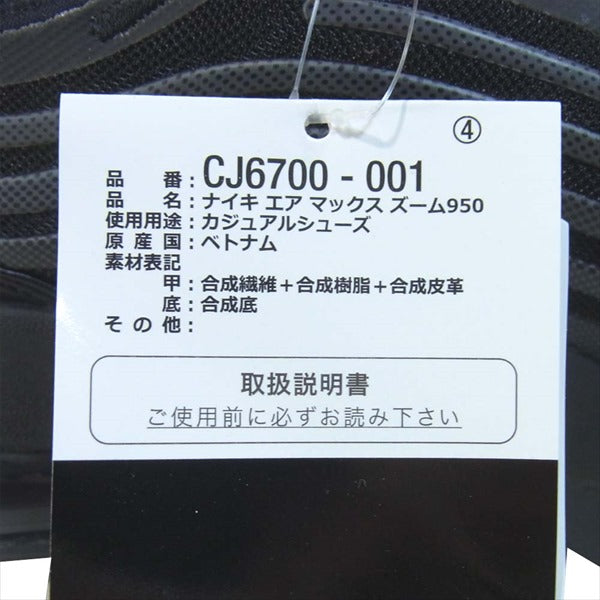 ④
品番：CJ6700 - 001
品名：ナイキ エア マックス ズーム950
使用用途：カジュアルシューズ
原産国：ベトナム
素材表記
甲：合成繊維＋合成樹脂＋合成皮革
底：合成底
その他：
取扱説明書
ご使用前に必ずお読み下さい